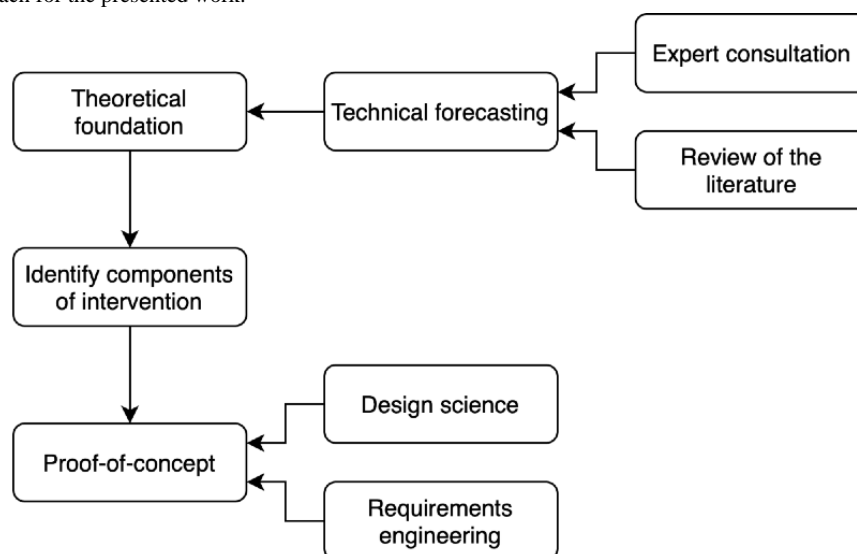 ach for the presented work.
Expert consultation
Theoretical
foundation
Technical forecasting
Review of the
literature
Identify components
of intervention
Design science
Proof-of-concept
Requirements
engineering